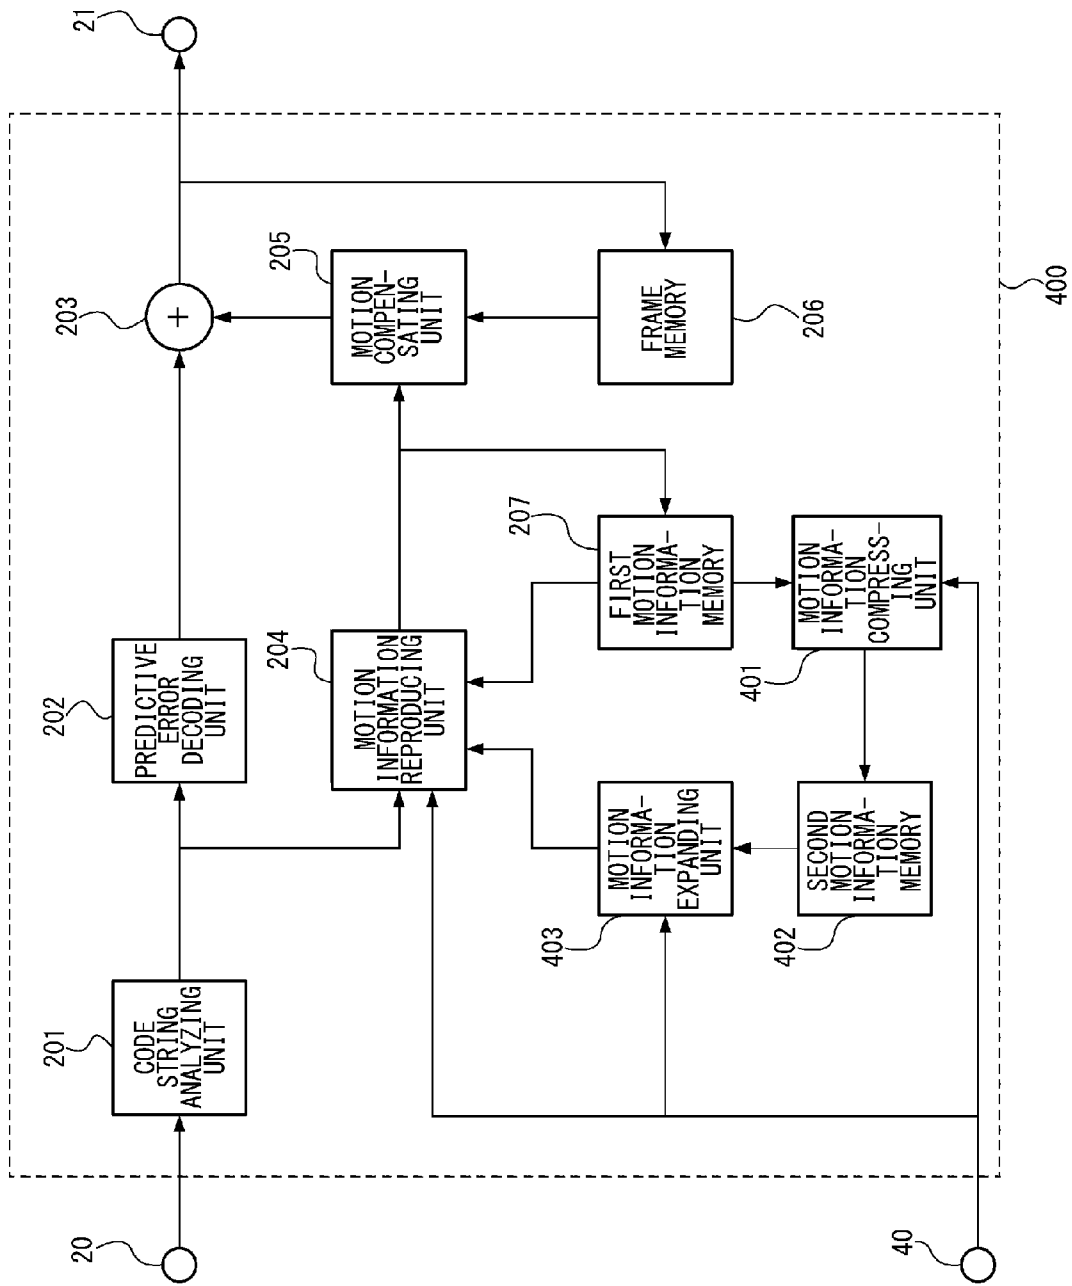 20
201
CODE
STRING
ANALYZING
UNIT
202
PREDICTIVE
ERROR
DECODING
UNIT
203
+
21
204
MOTION
INFORMATION
REPRODUCING
UNIT
205
MOTION
COMPEN-
SATING
UNIT
403
MOTION
INFORMA-
TION
EXPANDING
UNIT
207
FIRST
MOTION
INFORMA-
TION
MEMORY
FRAME
MEMORY
206
402
SECOND
MOTION
INFORMA-
TION
MEMORY
401
MOTION
INFORMA-
TION
COMPRESS-
ING
UNIT
40
400